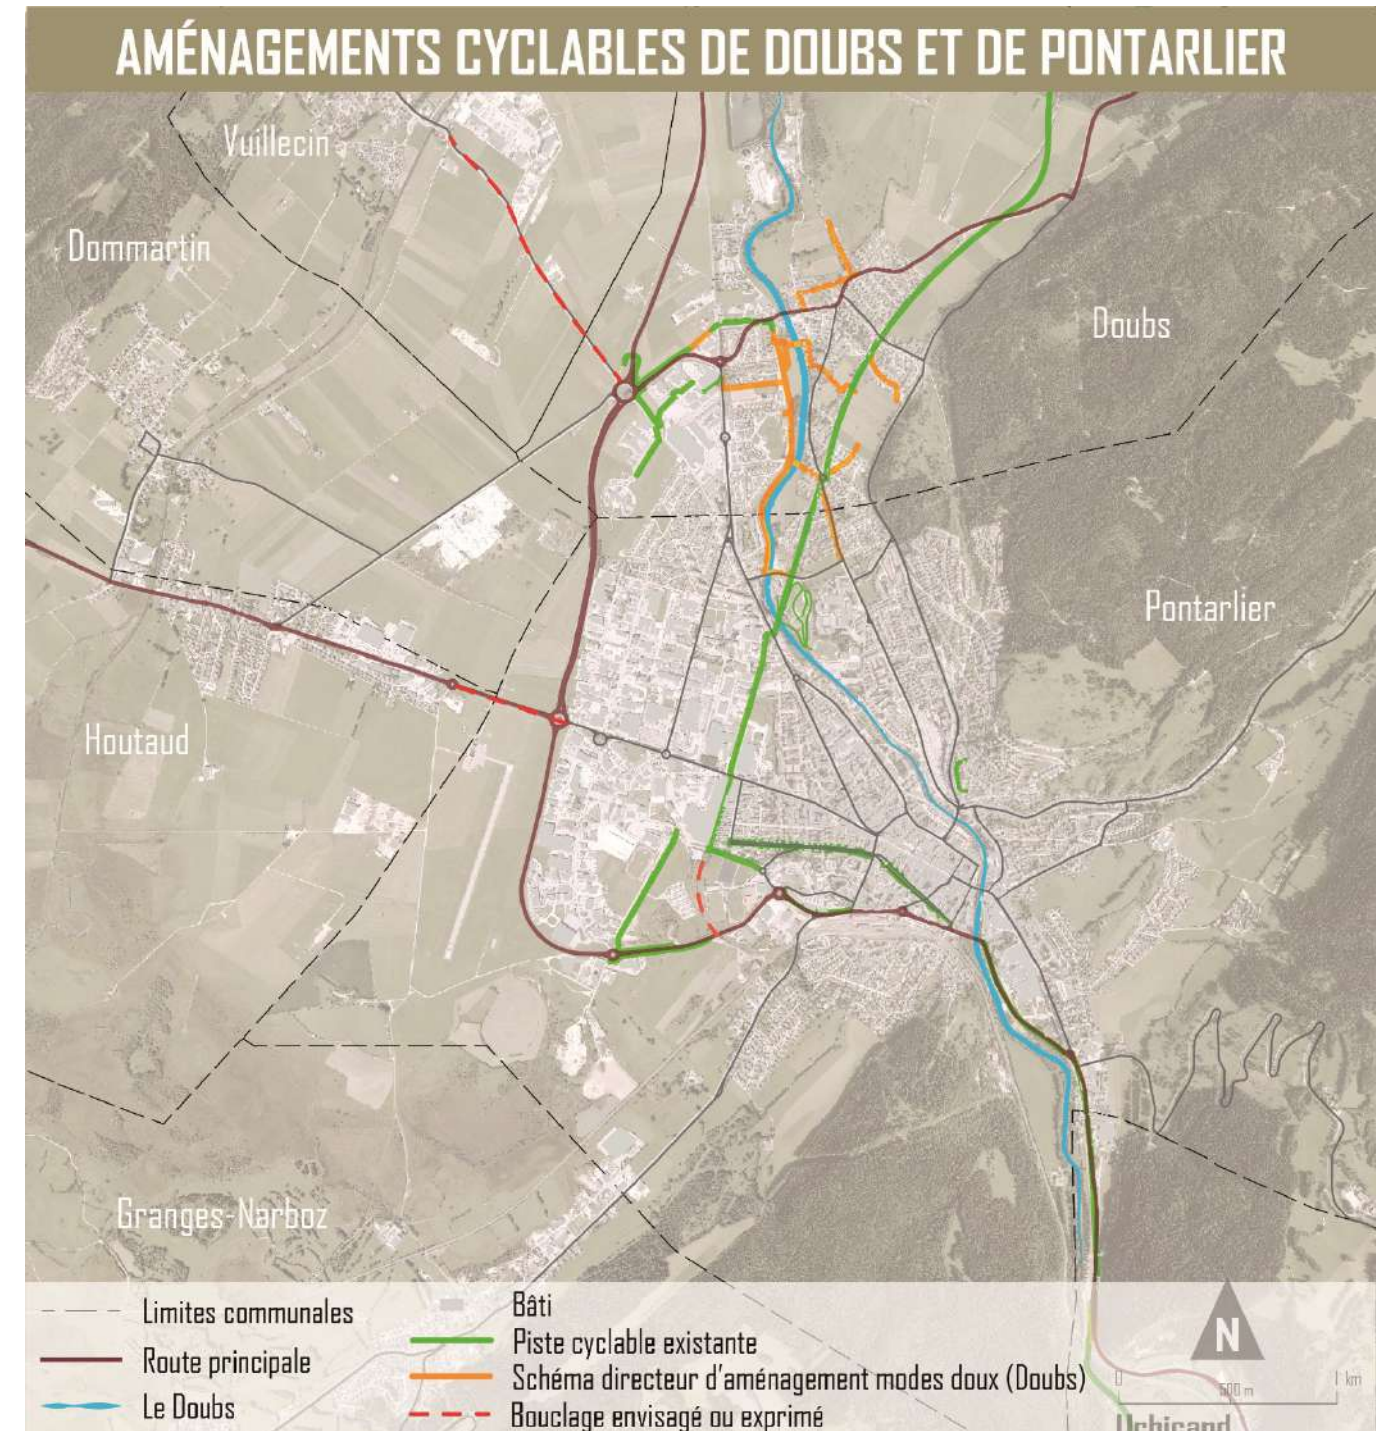 AMÉNAGEMENTS CYCLABLES DE DOUBS ET DE PONTARLIER
Vuillecin
Dommartin
Doubs
Pontarlier
Houtaud
Granges-Narboz
Limites communales
Route principale
Le Doubs
Bâti
Piste cyclable existante
Schéma directeur d'aménagement modes doux (Doubs)
Bouclage envisagé ou exprimé
N
0
500 m
1 km
Urbicand